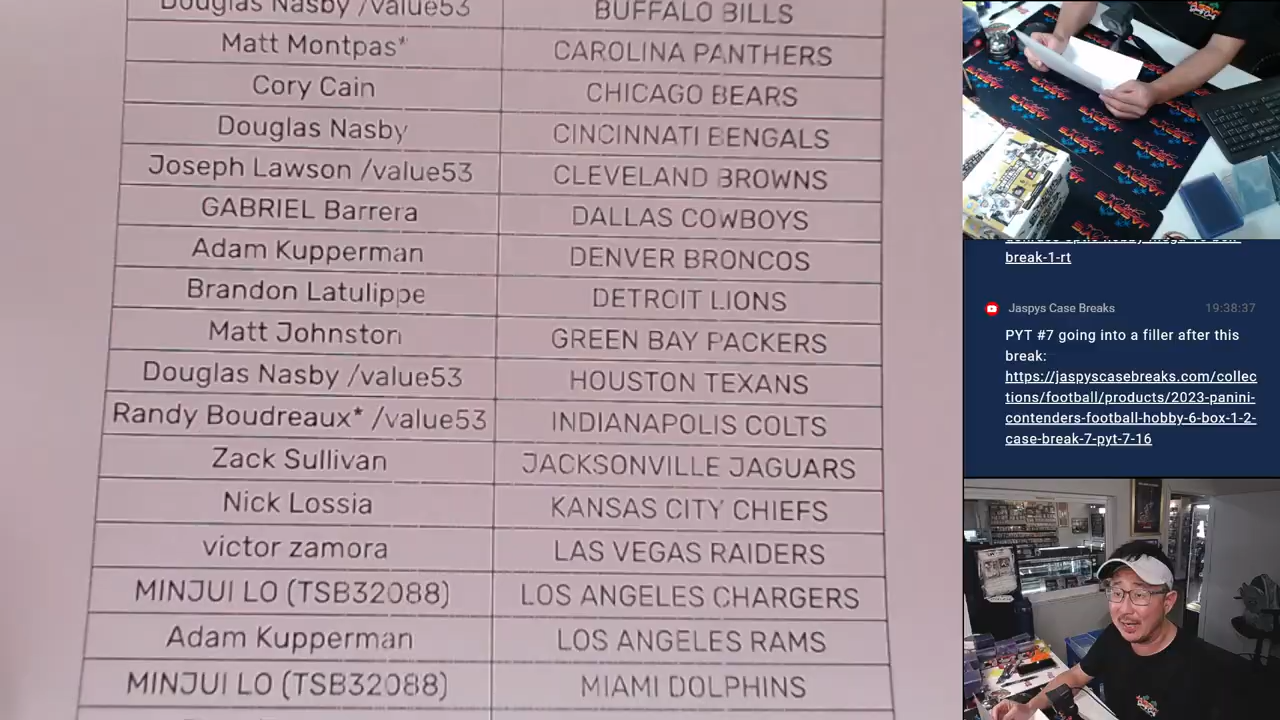 Douglas Nasby /value53 BUFFALO BILLS
Matt Montpas* CAROLINA PANTHERS
Cory Cain CHICAGO BEARS
Douglas Nasby CINCINNATI BENGALS
Joseph Lawson /value53 CLEVELAND BROWNS
GABRIEL Barrera DALLAS COWBOYS
Adam Kupperman DENVER BRONCOS
Brandon Latulippe DETROIT LIONS
Matt Johnston GREEN BAY PACKERS
Douglas Nasby /value53 HOUSTON TEXANS
Randy Boudreaux* /value53 INDIANAPOLIS COLTS
Zack Sullivan JACKSONVILLE JAGUARS
Nick Lossia KANSAS CITY CHIEFS
victor zamora LAS VEGAS RAIDERS
MINJUI LO (TSB32088) LOS ANGELES CHARGERS
Adam Kupperman LOS ANGELES RAMS
MINJUI LO (TSB32088) MIAMI DOLPHINS
break-1-rt
Jaspys Case Breaks 19:38:37
PYT #7 going into a filler after this
break:
https://jaspyscasebreaks.com/collec
tions/football/products/2023-panini-
contenders-football-hobby-6-box-1-2-
case-break-7-pyt-7-16